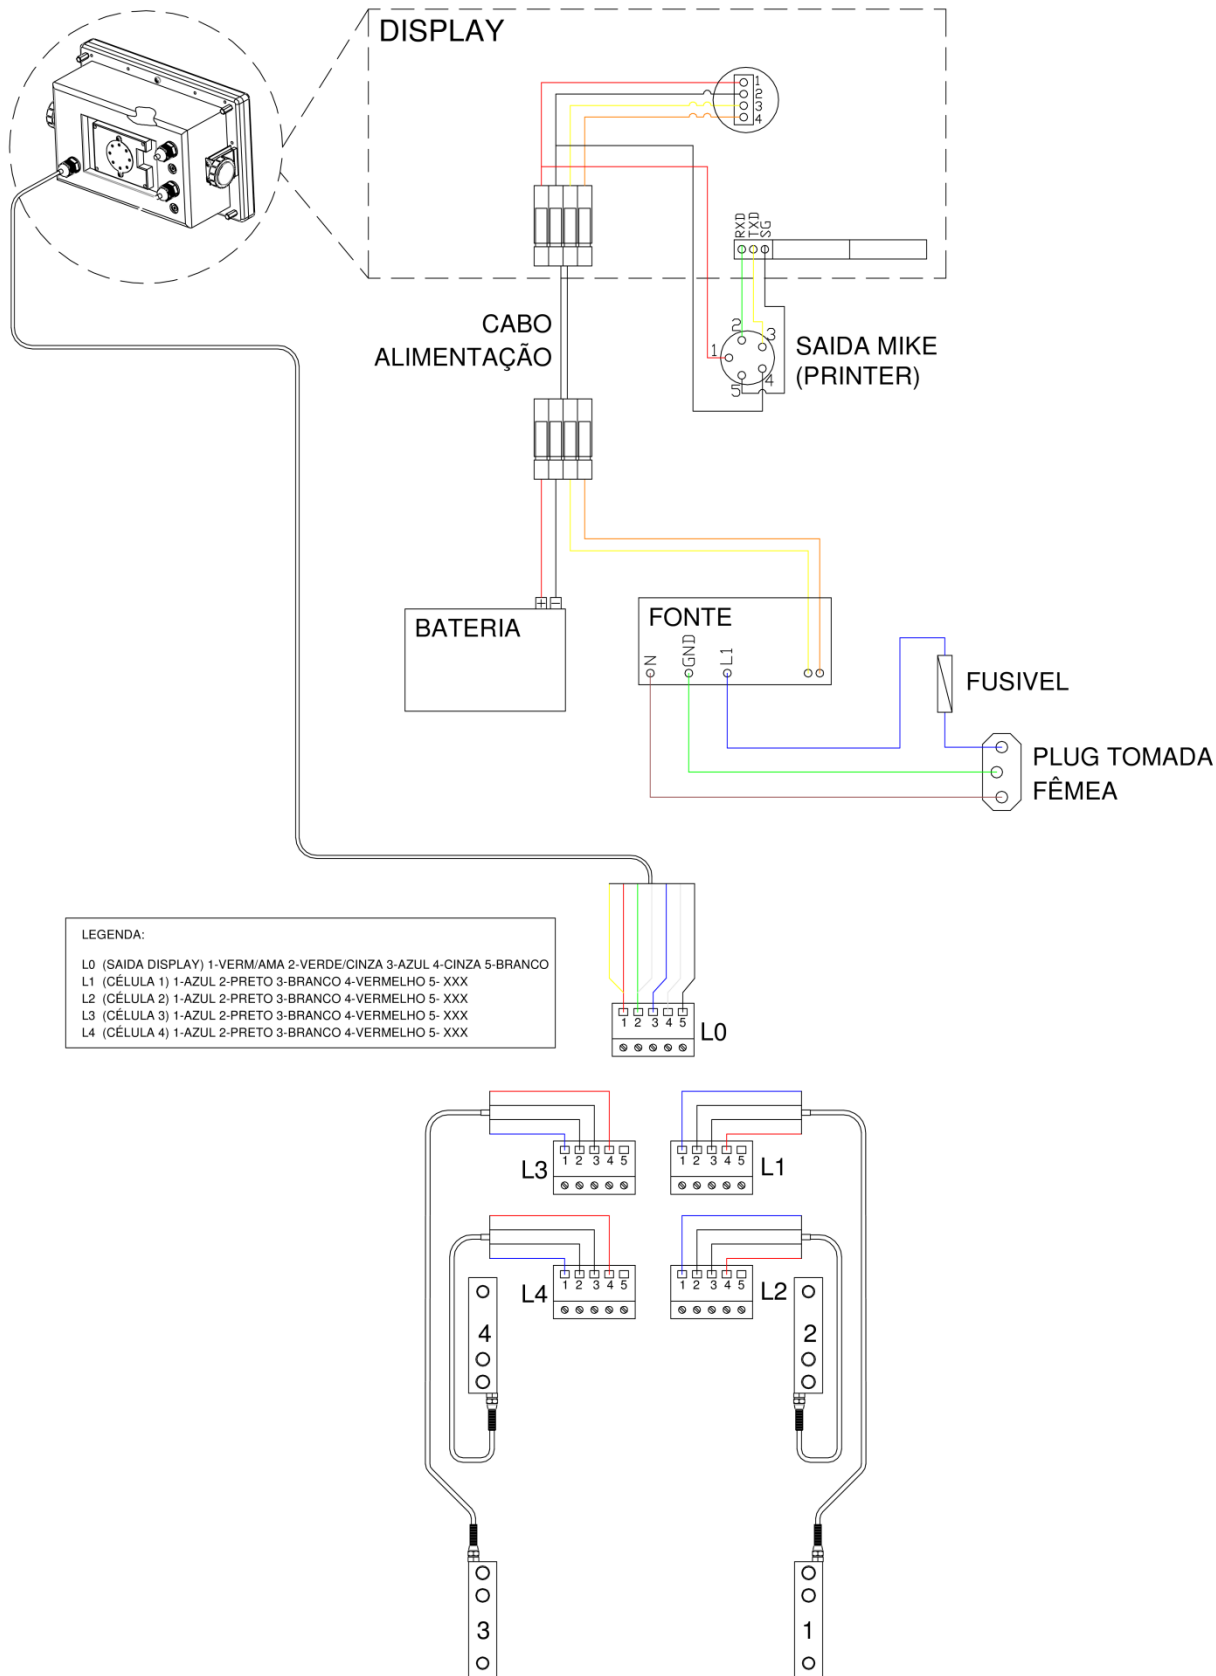 DISPLAY
1
2
3
4
RXD
TXD
SG
CABO
ALIMENTAÇÃO
2
3
1
5
4
SAIDA MIKE
(PRINTER)
+
−
BATERIA
FONTE
N
GND
L1
FUSIVEL
PLUG TOMADA
FÊMEA
LEGENDA:
L0 (SAIDA DISPLAY) 1-VERM/AMA 2-VERDE/CINZA 3-AZUL 4-CINZA 5-BRANCO
L1 (CÉLULA 1) 1-AZUL 2-PRETO 3-BRANCO 4-VERMELHO 5- XXX
L2 (CÉLULA 2) 1-AZUL 2-PRETO 3-BRANCO 4-VERMELHO 5- XXX
L3 (CÉLULA 3) 1-AZUL 2-PRETO 3-BRANCO 4-VERMELHO 5- XXX
L4 (CÉLULA 4) 1-AZUL 2-PRETO 3-BRANCO 4-VERMELHO 5- XXX
1 2 3 4 5
L0
1 2 3 4 5
L3
1 2 3 4 5
L1
1 2 3 4 5
L4
1 2 3 4 5
L2
4
2
3
1